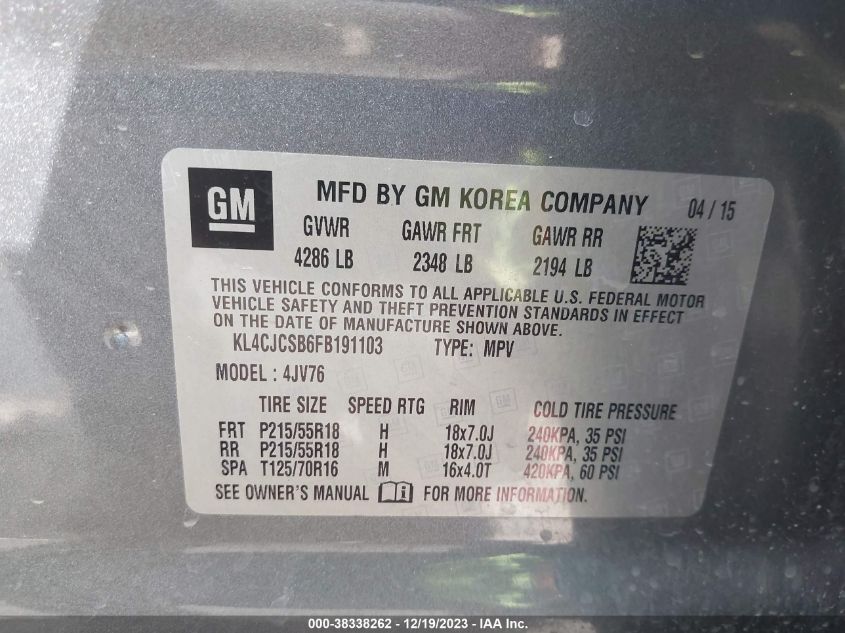 GM MFD BY GM KOREA COMPANY 04 / 15
GVWR GAWR FRT GAWR RR
4286 LB 2348 LB 2194 LB
THIS VEHICLE CONFORMS TO ALL APPLICABLE U.S. FEDERAL MOTOR
VEHICLE SAFETY AND THEFT PREVENTION STANDARDS IN EFFECT
ON THE DATE OF MANUFACTURE SHOWN ABOVE.
KL4CJCSB6FB191103 TYPE: MPV
MODEL : 4JV76
TIRE SIZE SPEED RTG RIM COLD TIRE PRESSURE
FRT P215/55R18 H 18x7.0J 240KPA, 35 PSI
RR P215/55R18 H 18x7.0J 240KPA, 35 PSI
SPA T125/70R16 M 16x4.0T 420KPA, 60 PSI
SEE OWNER'S MANUAL FOR MORE INFORMATION.
000-38338262 - 12/19/2023 - IAA Inc.